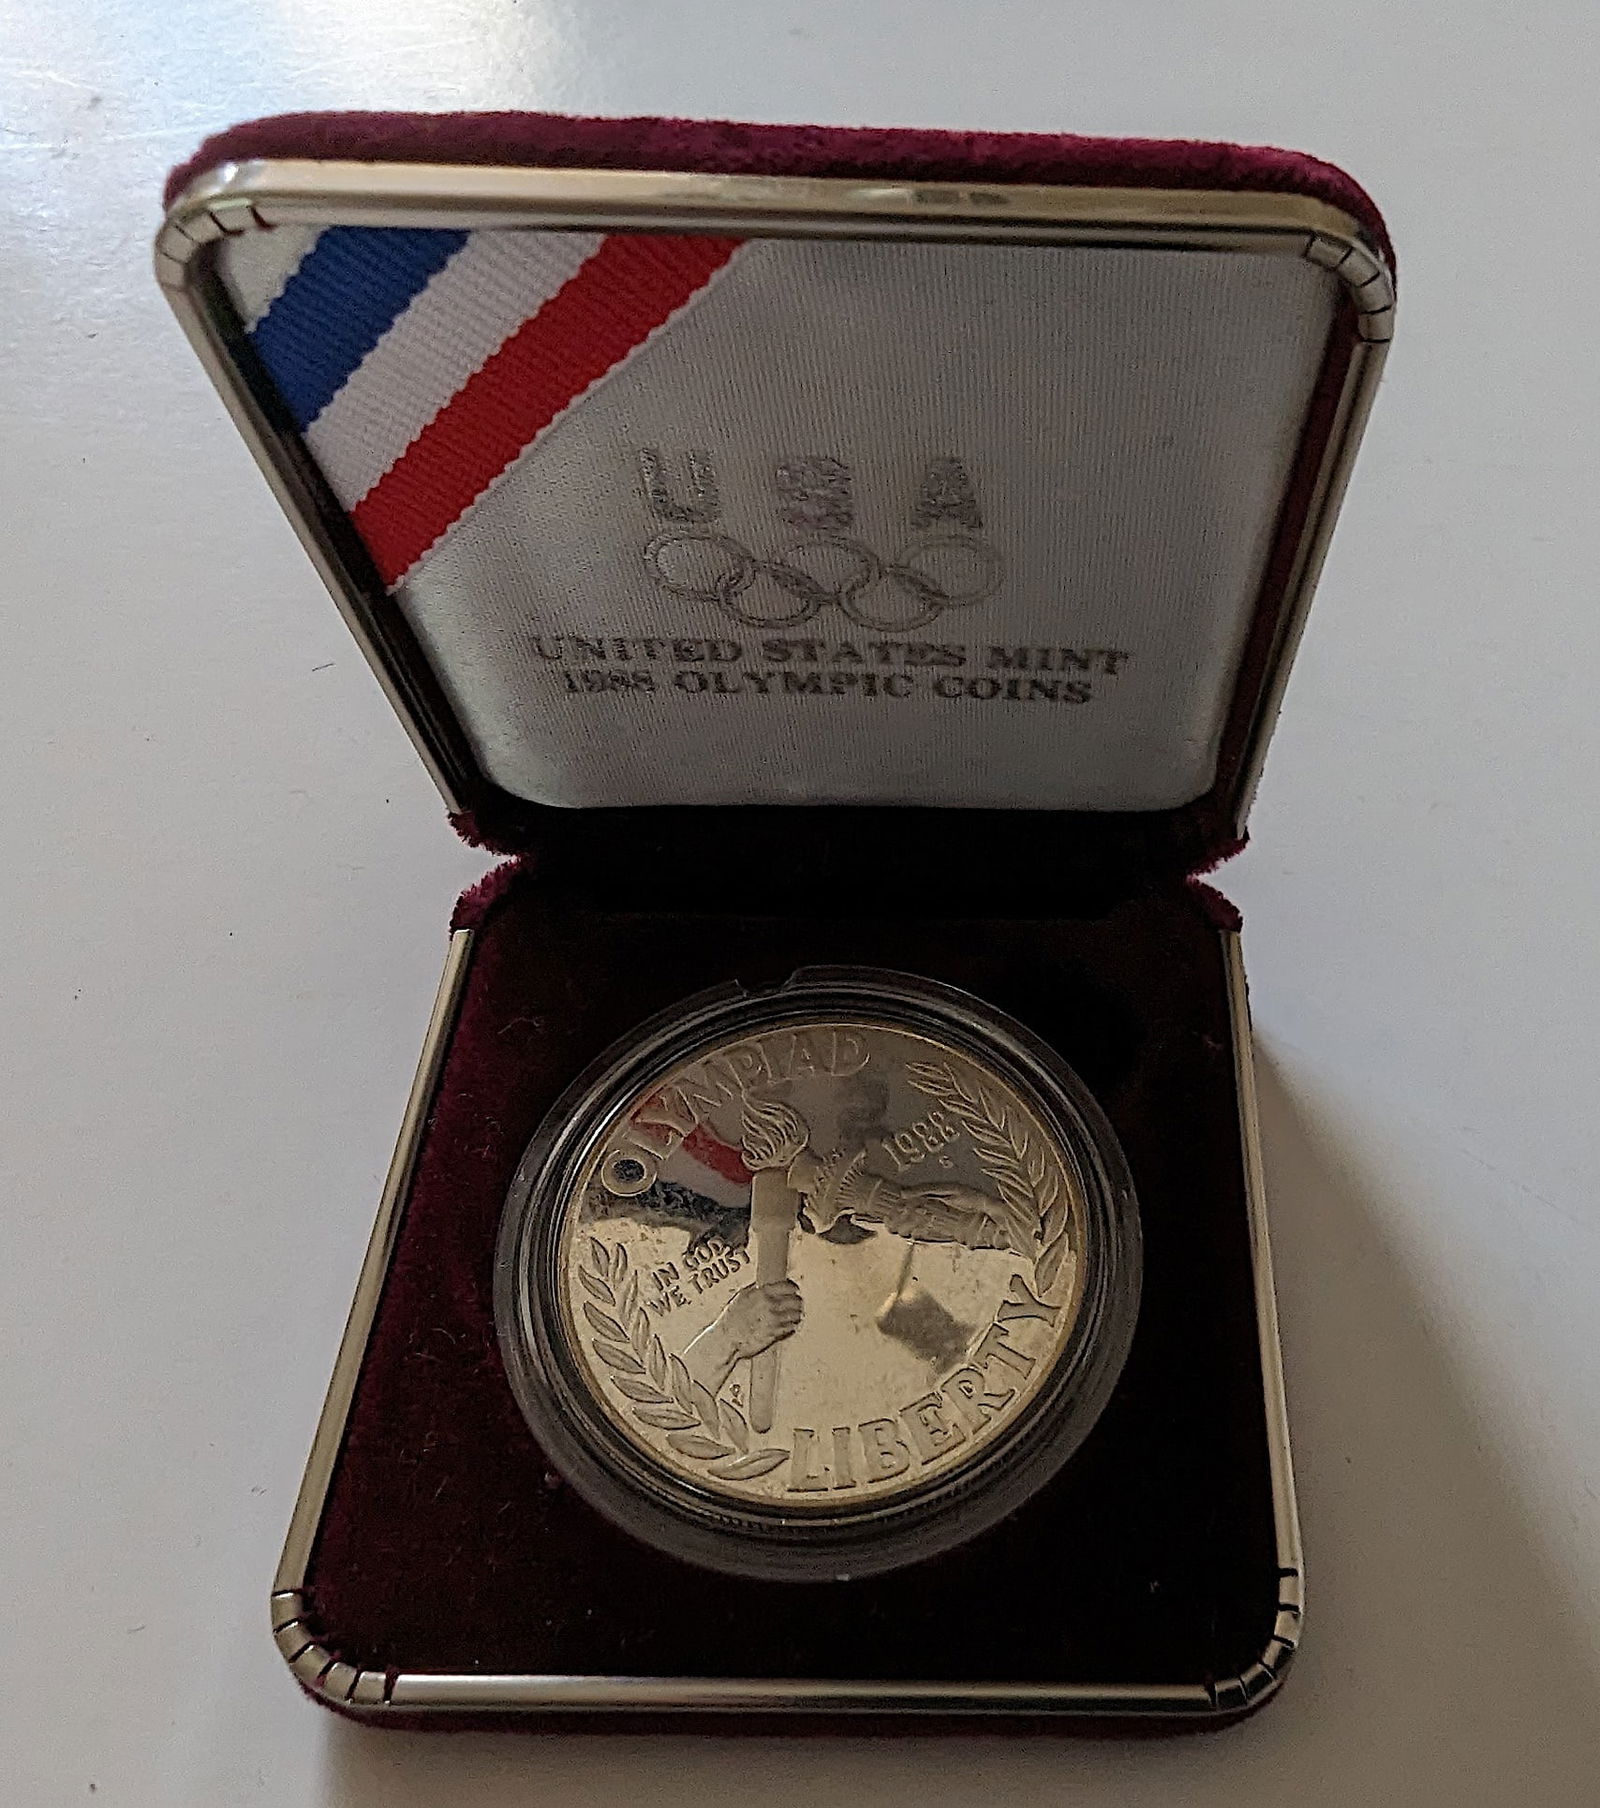 USA
UNITED STATES MINT
1988 OLYMPIC COINS
OLYMPIAD
1988
S
IN GOD
WE TRUST
P
LIBERTY